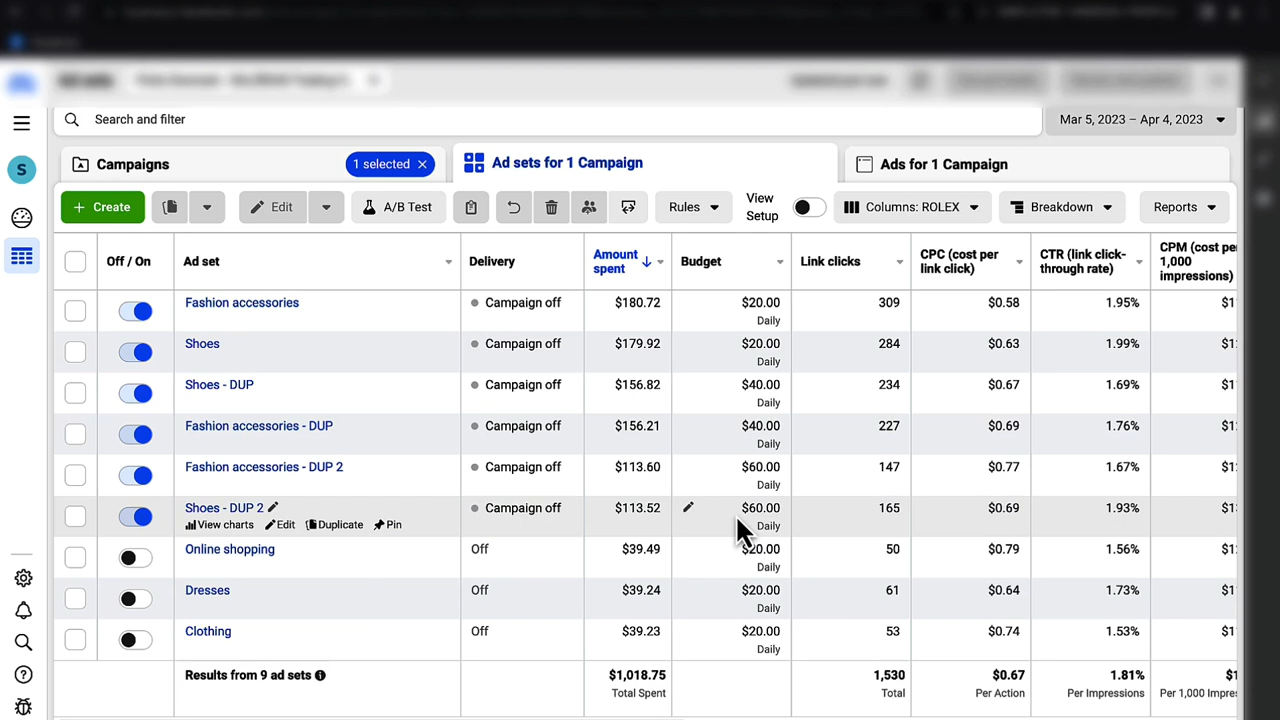 Search and filter
Mar 5, 2023 – Apr 4, 2023
Campaigns
1 selected
Ad sets for 1 Campaign
Ads for 1 Campaign
S
+ Create
Edit
A/B Test
Rules
View Setup
Columns: ROLEX
Breakdown
Reports
Off / On Ad set Delivery Amount spent Budget Link clicks CPC (cost per link click) CTR (link click-through rate) CPM (cost per 1,000 impressions)
Fashion accessories Campaign off $180.72 $20.00 309 $0.58 1.95%
Daily
Shoes Campaign off $179.92 $20.00 284 $0.63 1.99%
Daily
Shoes - DUP Campaign off $156.82 $40.00 234 $0.67 1.69%
Daily
Fashion accessories - DUP Campaign off $156.21 $40.00 227 $0.69 1.76%
Daily
Fashion accessories - DUP 2 Campaign off $113.60 $60.00 147 $0.77 1.67%
Daily
Shoes - DUP 2 Campaign off $113.52 $60.00 165 $0.69 1.93%
View charts Edit Duplicate Pin Daily
Online shopping Off $39.49 $20.00 50 $0.79 1.56%
Daily
Dresses Off $39.24 $20.00 61 $0.64 1.73%
Daily
Clothing Off $39.23 $20.00 53 $0.74 1.53%
Daily
Results from 9 ad sets $1,018.75 1,530 $0.67 1.81%
Total Spent Total Per Action Per Impressions Per 1,000 Impres